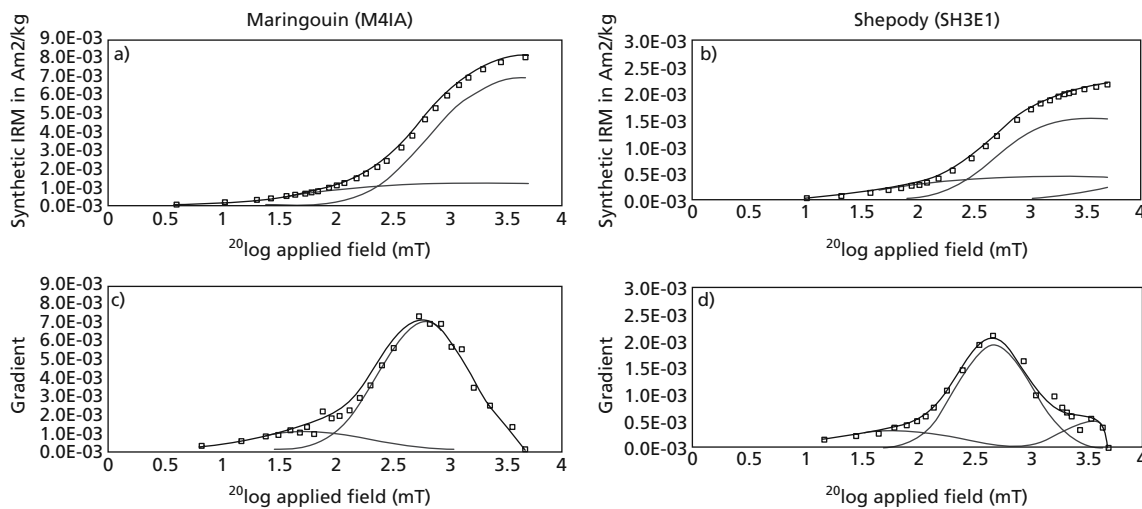 Maringouin (M4IA)
Shepody (SH3E1)
a)
Synthetic IRM in Am2/kg
9.0E-03
8.0E-03
7.0E-03
6.0E-03
5.0E-03
4.0E-03
3.0E-03
2.0E-03
1.0E-03
0.0E-03
0 0.5 1 1.5 2 2.5 3 3.5 4
20log applied field (mT)
b)
Synthetic IRM in Am2/kg
3.0E-03
2.5E-03
2.0E-03
1.5E-03
1.0E-03
0.5E-03
0.0E-03
0 0.5 1 1.5 2 2.5 3 3.5 4
20log applied field (mT)
c)
Gradient
9.0E-03
8.0E-03
7.0E-03
6.0E-03
5.0E-03
4.0E-03
3.0E-03
2.0E-03
1.0E-03
0.0E-03
0 0.5 1 1.5 2 2.5 3 3.5 4
20log applied field (mT)
d)
Gradient
3.0E-03
2.5E-03
2.0E-03
1.5E-03
1.0E-03
0.5E-03
0.0E-03
0 0.5 1 1.5 2 2.5 3 3.5 4
20log applied field (mT)